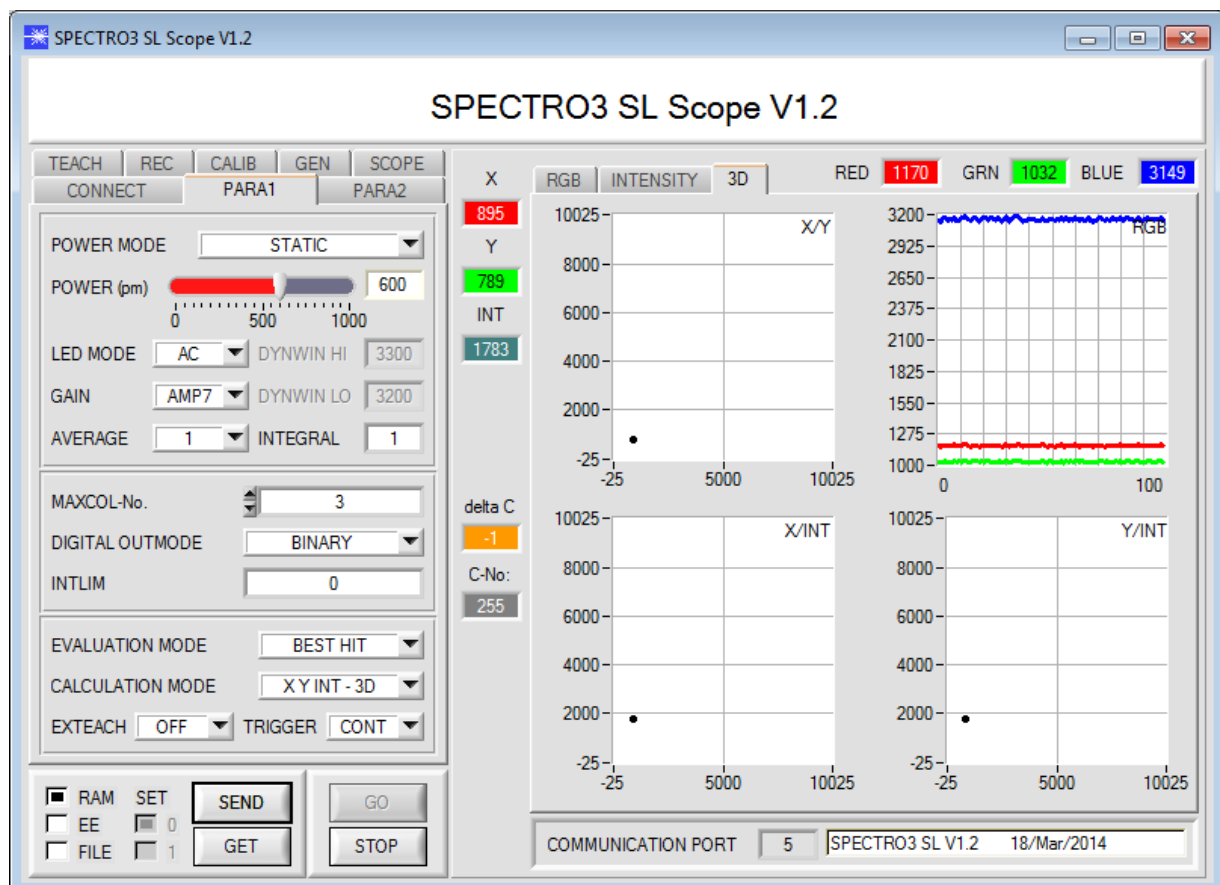 SPECTRO3 SL Scope V1.2
SPECTRO3 SL Scope V1.2
TEACH REC CALIB GEN SCOPE
CONNECT PARA1 PARA2
POWER MODE STATIC
POWER (pm) 600
0 500 1000
LED MODE AC DYNWIN HI 3300
GAIN AMP7 DYNWIN LO 3200
AVERAGE 1 INTEGRAL 1
MAXCOL-No. 3
DIGITAL OUTMODE BINARY
INTLIM 0
EVALUATION MODE BEST HIT
CALCULATION MODE X Y INT - 3D
EXTEACH OFF TRIGGER CONT
RAM SET SEND GO
EE 0
FILE 1 GET STOP
X
895
Y
789
INT
1783
delta C
-1
C-No:
255
RGB INTENSITY 3D RED 1170 GRN 1032 BLUE 3149
X/Y
10025
8000
6000
4000
2000
-25
-25 5000 10025
RGB
3200
2925
2650
2375
2100
1825
1550
1275
1000
0 100
X/INT
10025
8000
6000
4000
2000
-25
-25 5000 10025
Y/INT
10025
8000
6000
4000
2000
-25
-25 5000 10025
COMMUNICATION PORT 5 SPECTRO3 SL V1.2 18/Mar/2014